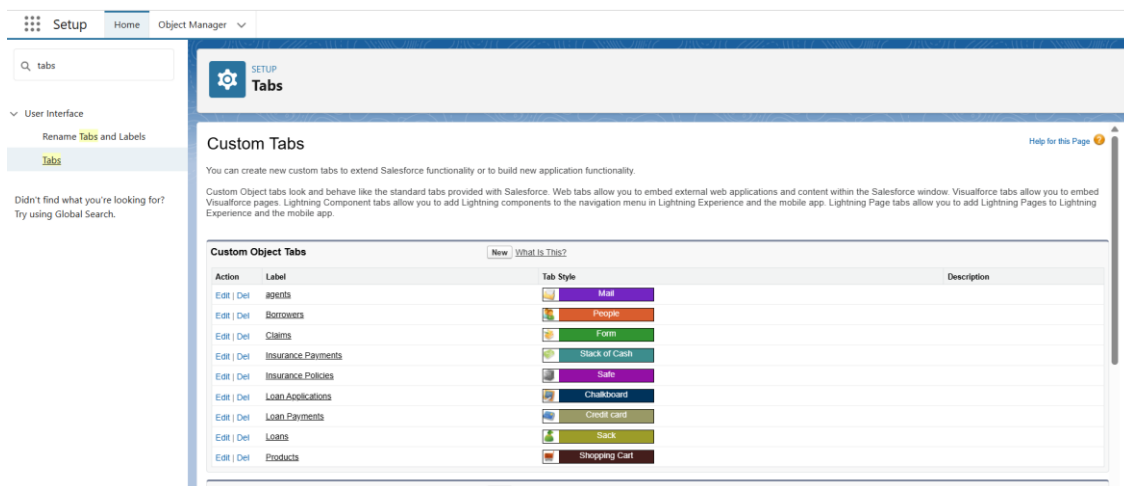 Setup Home Object Manager
tabs
User Interface
Rename Tabs and Labels
Tabs
Didn't find what you're looking for?
Try using Global Search.
SETUP
Tabs
Custom Tabs
Help for this Page
You can create new custom tabs to extend Salesforce functionality or to build new application functionality.
Custom Object tabs look and behave like the standard tabs provided with Salesforce. Web tabs allow you to embed external web applications and content within the Salesforce window. Visualforce tabs allow you to embed
Visualforce pages. Lightning Component tabs allow you to add Lightning components to the navigation menu in Lightning Experience and the mobile app. Lightning Page tabs allow you to add Lightning Pages to Lightning
Experience and the mobile app.
Custom Object Tabs New What Is This?
Action Label Tab Style Description
Edit | Del agents Mail
Edit | Del Borrowers People
Edit | Del Claims Form
Edit | Del Insurance Payments Stack of Cash
Edit | Del Insurance Policies Safe
Edit | Del Loan Applications Chalkboard
Edit | Del Loan Payments Credit card
Edit | Del Loans Sack
Edit | Del Products Shopping Cart